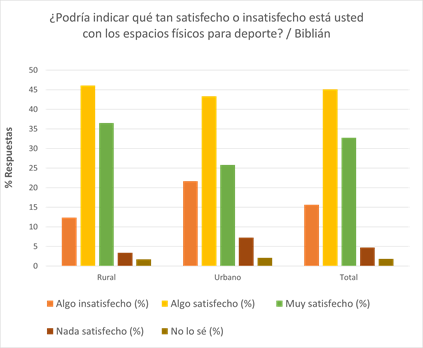 ¿Podría indicar qué tan satisfecho o insatisfecho está usted
con los espacios físicos para deporte? / Biblián
50
45
40
35
30
25
20
15
10
5
0
% Respuestas
Rural
Urbano
Total
Algo insatisfecho (%)
Algo satisfecho (%)
Muy satisfecho (%)
Nada satisfecho (%)
No lo sé (%)